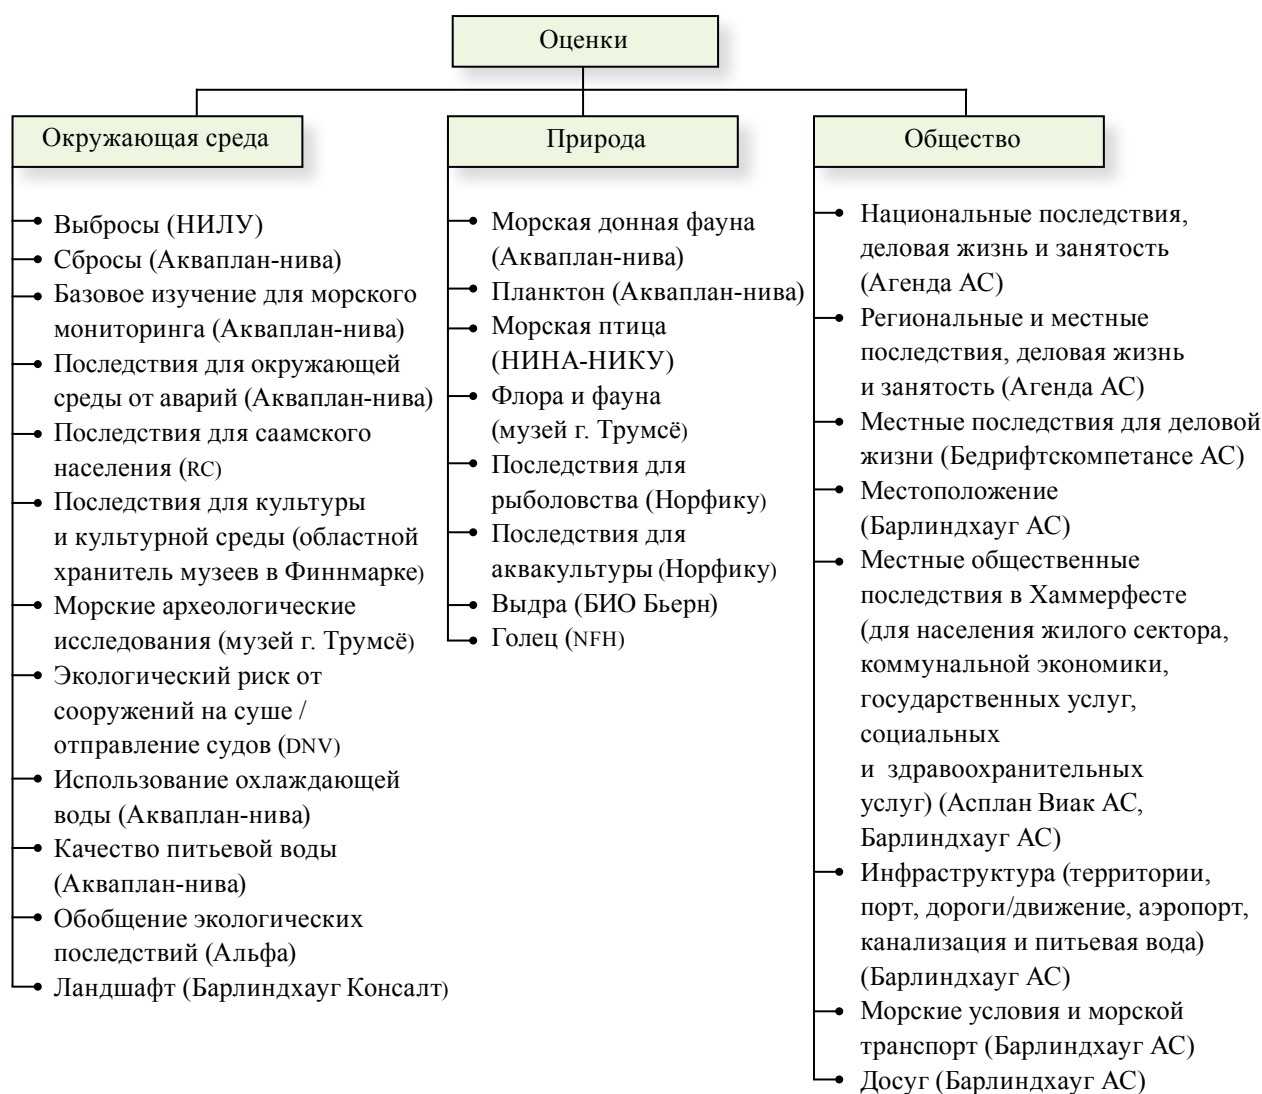 Оценки
Окружающая среда
Выбросы (НИЛУ)
Сбросы (Акваплан-нива)
Базовое изучение для морского
мониторинга (Акваплан-нива)
Последствия для окружающей
среды от аварий (Акваплан-нива)
Последствия для саамского
населения (RC)
Последствия для культуры
и культурной среды (областной
хранитель музеев в Финнмарке)
Морские археологические
исследования (музей г. Трумсё)
Экологический риск от
сооружений на суше /
отправление судов (DNV)
Использование охлаждающей
воды (Акваплан-нива)
Качество питьевой воды
(Акваплан-нива)
Обобщение экологических
последствий (Альфа)
Ландшафт (Барлиндхауг Консалт)
Природа
Морская донная фауна
(Акваплан-нива)
Планктон (Акваплан-нива)
Морская птица
(НИНА-НИКУ)
Флора и фауна
(музей г. Трумсё)
Последствия для
рыболовства (Норфику)
Последствия для
аквакультуры (Норфику)
Выдра (БИО Бьерн)
Голец (NFH)
Общество
Национальные последствия,
деловая жизнь и занятость
(Агенда АС)
Региональные и местные
последствия, деловая жизнь
и занятость (Агенда АС)
Местные последствия для деловой
жизни (Бедрифтскомпетансе АС)
Местоположение
(Барлиндхауг АС)
Местные общественные
последствия в Хаммерфесте
(для населения жилого сектора,
коммунальной экономики,
государственных услуг,
социальных
и здравоохранительных
услуг) (Асплан Виак АС,
Барлиндхауг АС)
Инфраструктура (территории,
порт, дороги/движение, аэропорт,
канализация и питьевая вода)
(Барлиндхауг АС)
Морские условия и морской
транспорт (Барлиндхауг АС)
Досуг (Барлиндхауг АС)